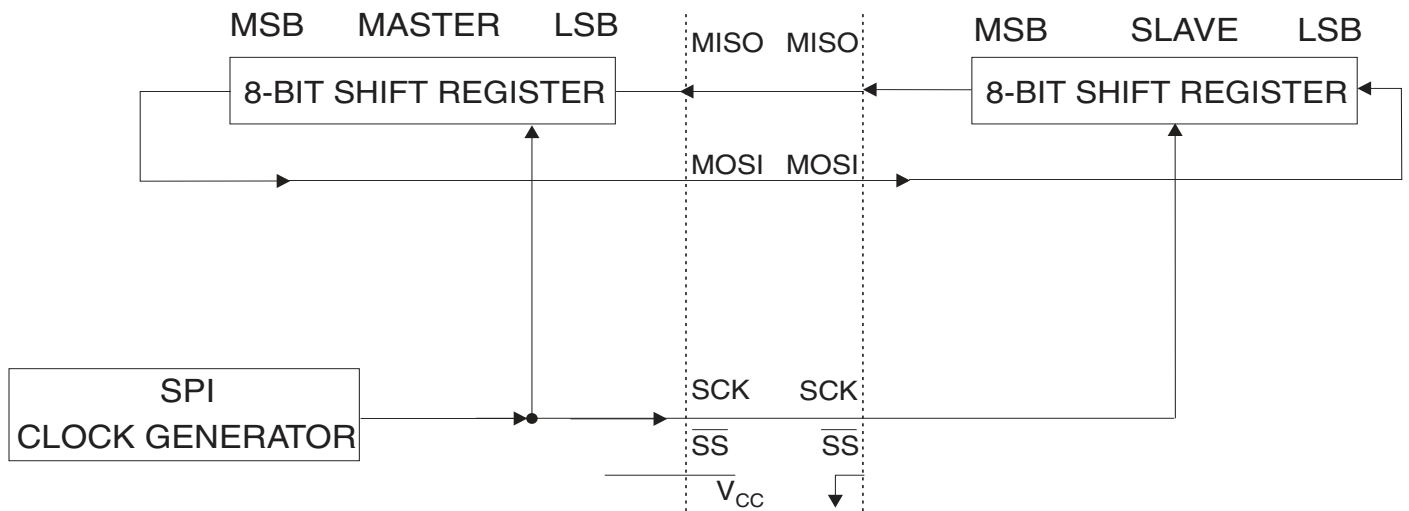 MSB MASTER LSB
MISO MISO
MSB SLAVE LSB
8-BIT SHIFT REGISTER
8-BIT SHIFT REGISTER
MOSI MOSI
SPI
CLOCK GENERATOR
SCK SCK
SS SS
VCC